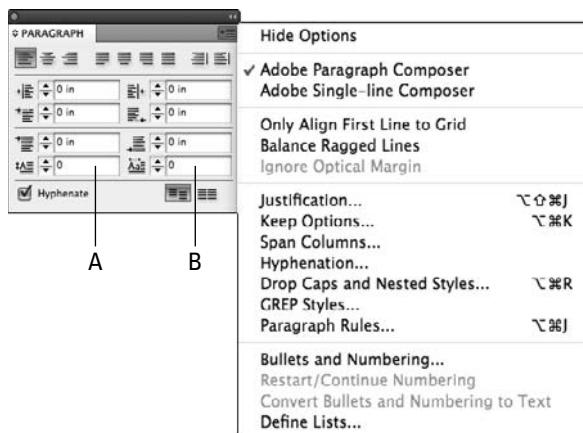 PARAGRAPH
0 in 0 in
0 in 0 in
0 in 0 in
0 0
Hyphenate
A B
Hide Options
✓ Adobe Paragraph Composer
Adobe Single-line Composer
Only Align First Line to Grid
Balance Ragged Lines
Ignore Optical Margin
Justification... ⌥⇧⌘J
Keep Options... ⌥⌘K
Span Columns...
Hyphenation...
Drop Caps and Nested Styles... ⌥⌘R
GREP Styles...
Paragraph Rules... ⌥⌘J
Bullets and Numbering...
Restart/Continue Numbering
Convert Bullets and Numbering to Text
Define Lists...